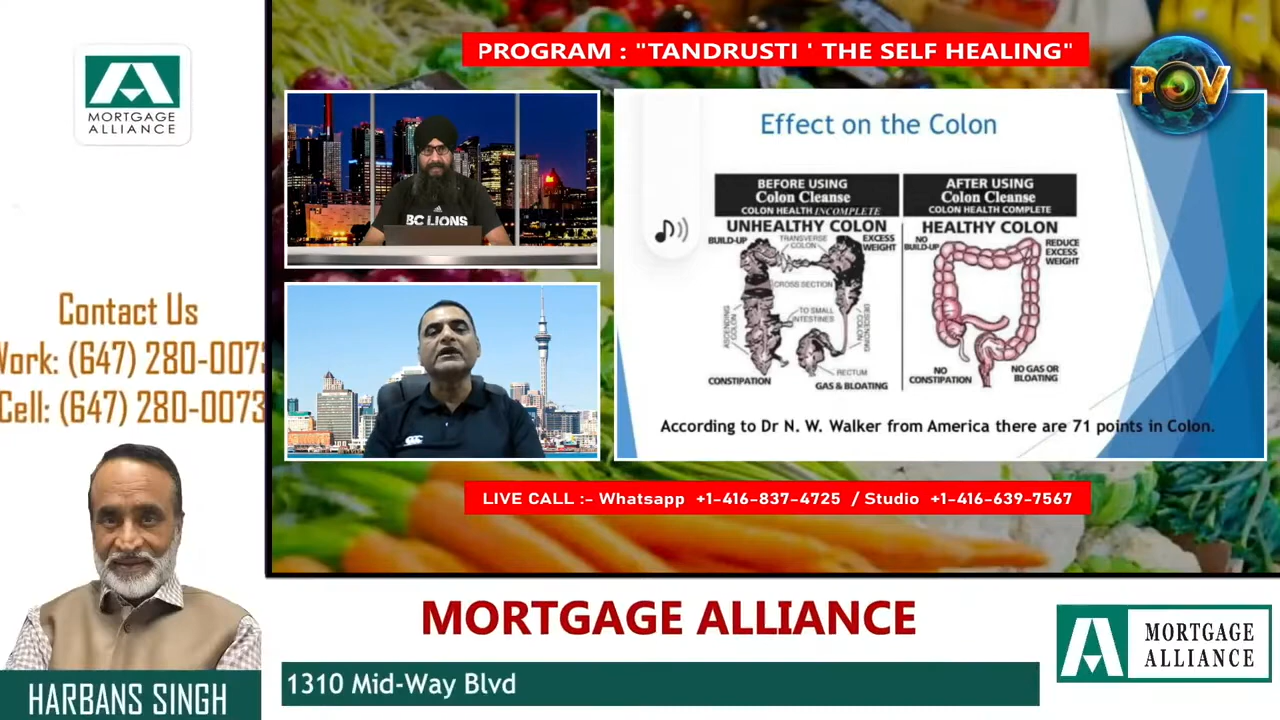 PROGRAM : "TANDRUSTI ' THE SELF HEALING"
POV
MORTGAGE
ALLIANCE
Contact Us
Work: (647) 280-0073
Cell: (647) 280-0073
HARBANS SINGH
BC LIONS
Effect on the Colon
BEFORE USING
Colon Cleanse
COLON HEALTH INCOMPLETE
UNHEALTHY COLON
BUILD-UP
TRANSVERSE
COLON
EXCESS
WEIGHT
CROSS SECTION
TO SMALL
INTESTINES
ASCENDING
COLON
DESCENDING
COLON
RECTUM
CONSTIPATION
GAS & BLOATING
AFTER USING
Colon Cleanse
COLON HEALTH COMPLETE
HEALTHY COLON
NO
BUILD-UP
REDUCE
EXCESS
WEIGHT
NO
CONSTIPATION
NO GAS OR
BLOATING
According to Dr N. W. Walker from America there are 71 points in Colon.
LIVE CALL :- Whatsapp +1-416-837-4725 / Studio +1-416-639-7567
MORTGAGE ALLIANCE
1310 Mid-Way Blvd
MORTGAGE
ALLIANCE